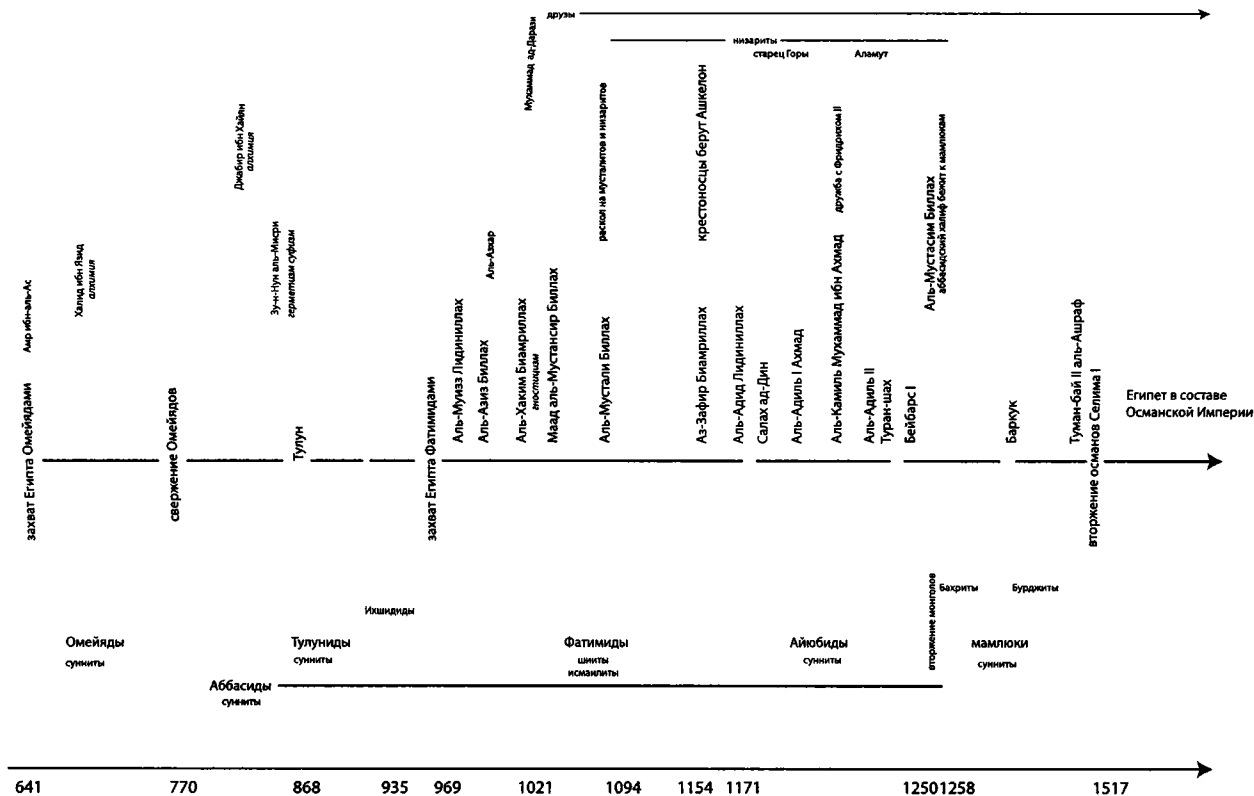 друзы
низариты
старец Горы
Аламут
Мухаммад ад-Дарази
Джабир ибн Хайян
алхимия
раскол на мусталитов и низаритов
крестоносцы берут Ашкелон
дружба с Фридрихом II
Аль-Мустасим Биллах
аббасидский халиф бежит к мамлюкам
Амр ибн-аль-Ас
Халид ибн Язид
алхимия
Зу-н-Нун аль-Мисри
герметизм суфизм
Аль-Азхар
захват Египта Омейядами
свержение Омейядов
Тулун
захват Египта Фатимидами
Аль-Муизз Лидиниллах
Аль-Азиз Биллах
Аль-Хаким Биамриллах
гностицизм
Маад аль-Мустансир Биллах
Аль-Мустали Биллах
Аз-Зафир Биамриллах
Аль-Адид Лидиниллах
Салах ад-Дин
Аль-Адиль I Ахмад
Аль-Камиль Мухаммад ибн Ахмад
Аль-Адиль II
Туран-шах
Бейбарс I
Баркук
Туман-бай II аль-Ашраф
вторжение османов Селима I
Египет в составе
Османской Империи
вторжение монголов
Бахриты
Бурджиты
Ихшидиды
Омейяды
сунниты
Тулуниды
сунниты
Фатимиды
шииты
исмаилиты
Айюбиды
сунниты
мамлюки
сунниты
Аббасиды
сунниты
641 770 868 935 969 1021 1094 1154 1171 1250 1258 1517